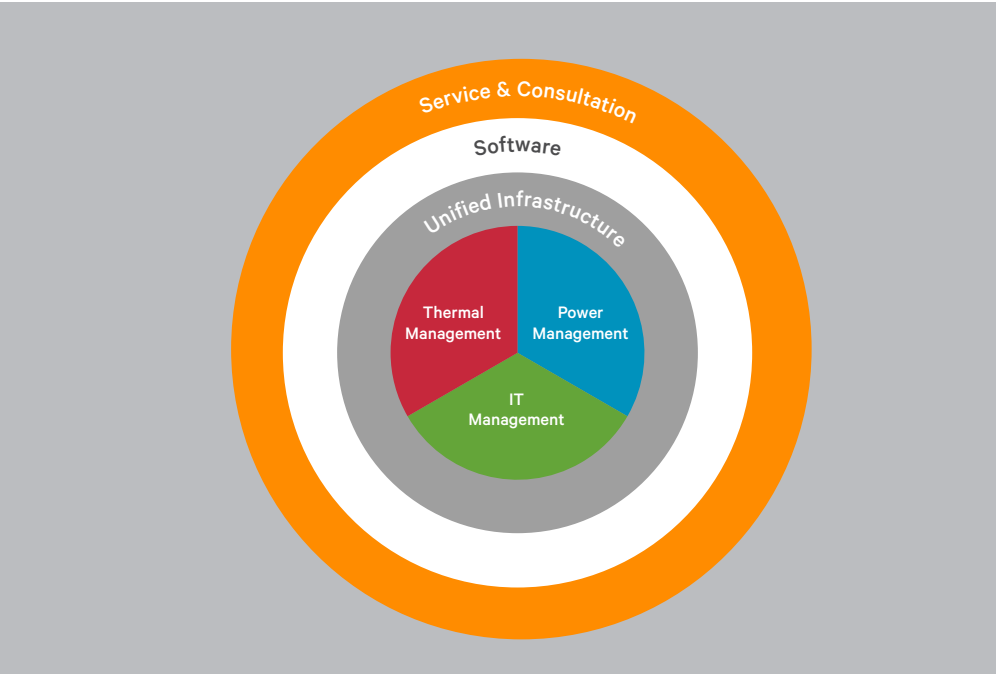 Service & Consultation
Software
Unified Infrastructure
Thermal
Management
Power
Management
IT
Management